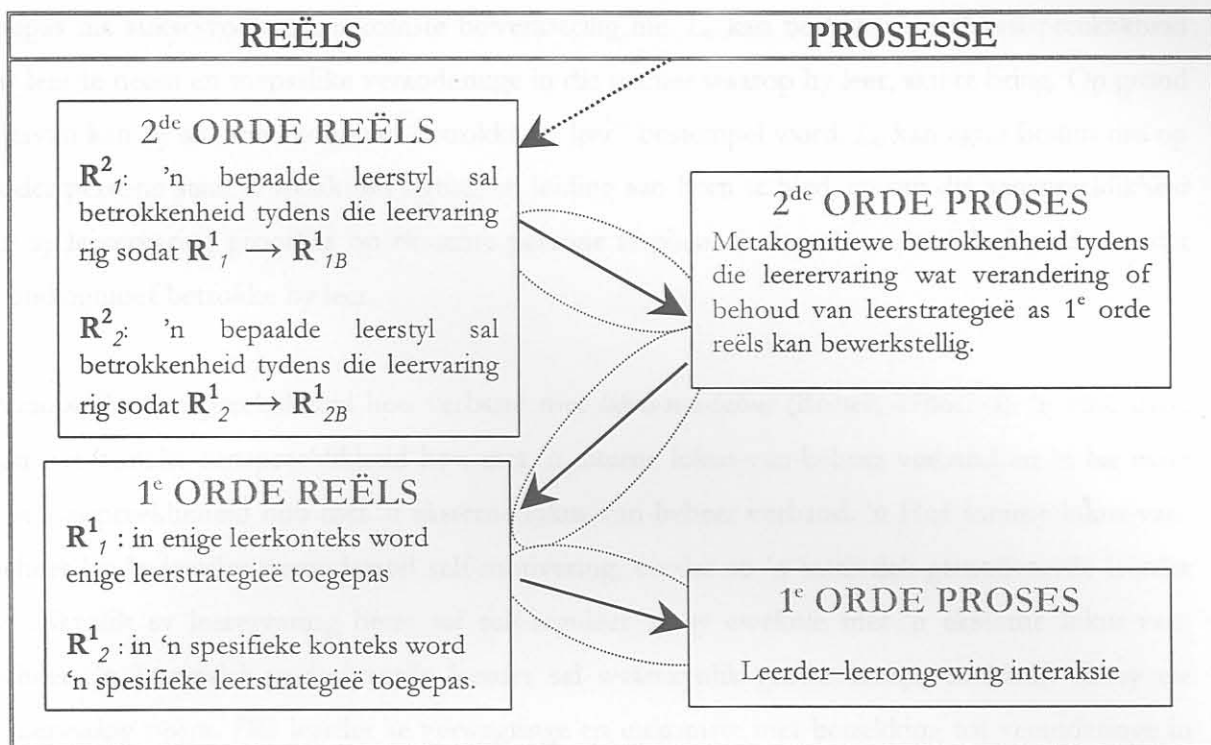 REËLS
PROSESSE
2de ORDE REËLS
R²₁: 'n bepaalde leerstyl sal
betrokkenheid tydens die leervaring
rig sodat R¹₁ → R¹₁B
R²₂: 'n bepaalde leerstyl sal
betrokkenheid tydens die leervaring
rig sodat R¹₂ → R¹₂B
2de ORDE PROSES
Metakognitiewe betrokkenheid tydens
die leerervaring wat verandering of
behoud van leerstrategieë as 1e orde
reëls kan bewerkstellig.
1e ORDE REËLS
R¹₁ : in enige leerkonteks word
enige leerstrategieë toegepas
R¹₂ : in 'n spesifieke konteks word
'n spesifieke leerstrategieë toegepas.
1e ORDE PROSES
Leerder–leeromgewing interaksie